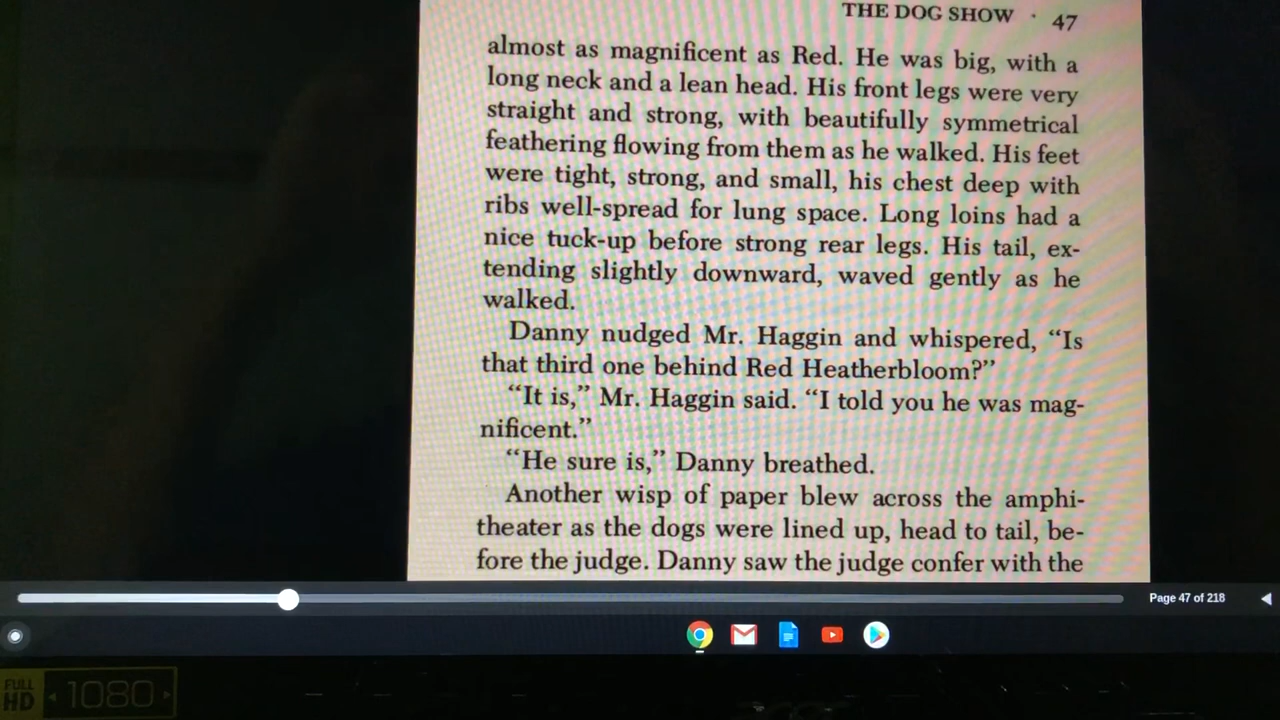 THE DOG SHOW · 47
almost as magnificent as Red. He was big, with a
long neck and a lean head. His front legs were very
straight and strong, with beautifully symmetrical
feathering flowing from them as he walked. His feet
were tight, strong, and small, his chest deep with
ribs well-spread for lung space. Long loins had a
nice tuck-up before strong rear legs. His tail, ex-
tending slightly downward, waved gently as he
walked.
Danny nudged Mr. Haggin and whispered, “Is
that third one behind Red Heatherbloom?”
“It is,” Mr. Haggin said. “I told you he was mag-
nificent.”
“He sure is,” Danny breathed.
Another wisp of paper blew across the amphi-
theater as the dogs were lined up, head to tail, be-
fore the judge. Danny saw the judge confer with the
Page 47 of 218
FULL HD 1080